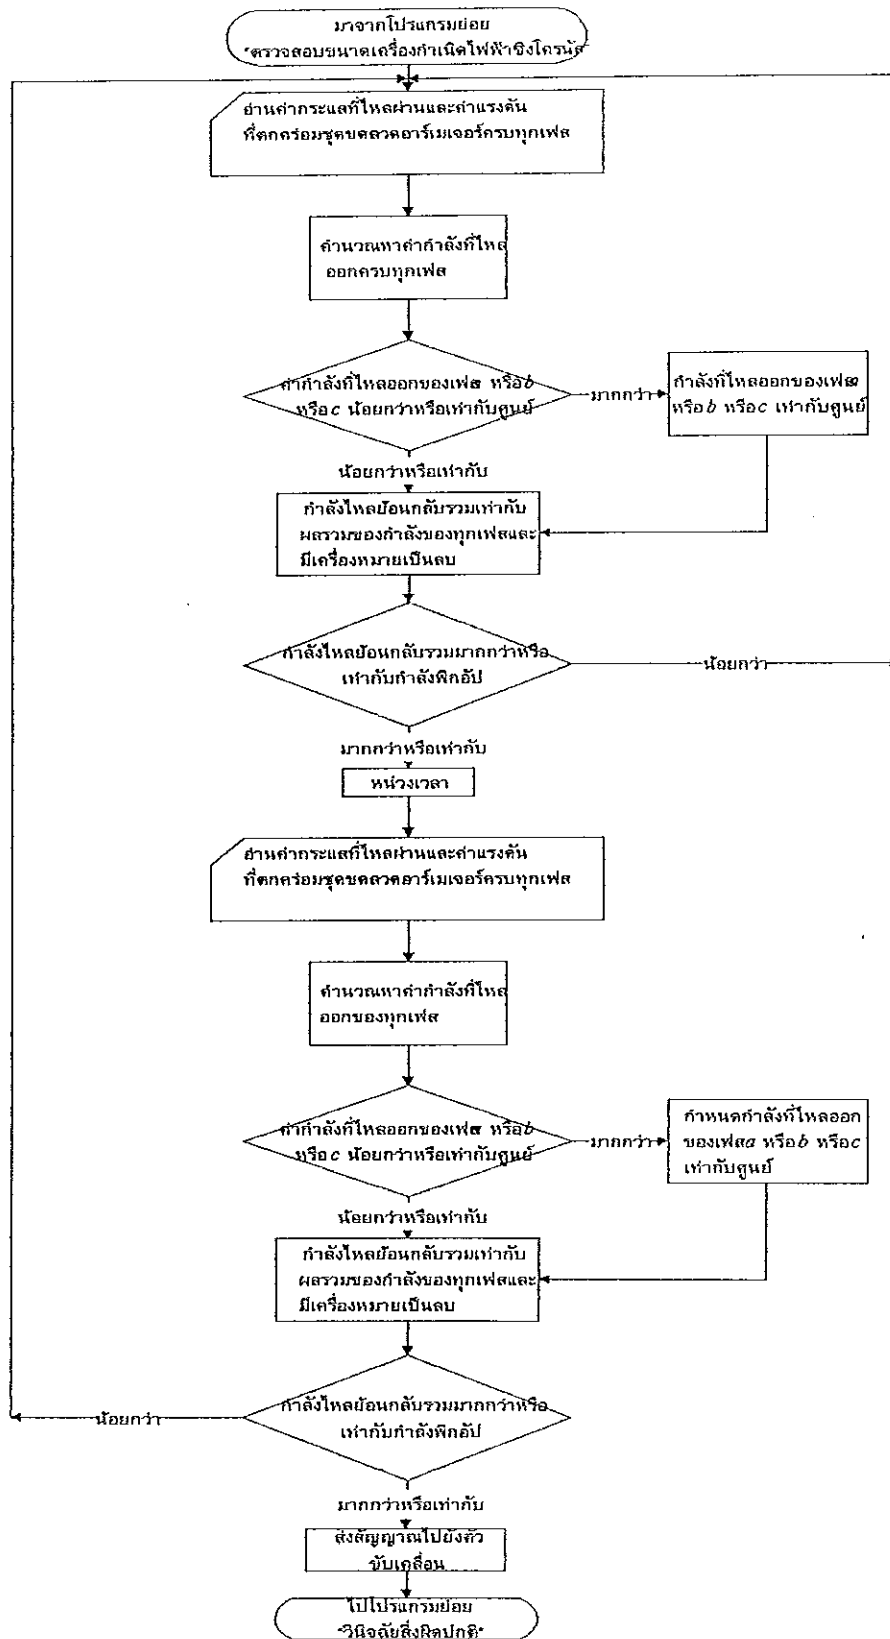 มาจากโปรแกรมย่อย
"ตรวจสอบขนาดเครื่องกำเนิดไฟฟ้าซิงโครนัส"
อ่านค่ากระแสที่ไหลผ่านและค่าแรงดัน
ที่ตกคร่อมชุดขดลวดอาร์เมเจอร์ครบทุกเฟส
คำนวณหาค่ากำลังที่ไหล
ออกครบทุกเฟส
ค่ากำลังที่ไหลออกของเฟสa หรือb
หรือc น้อยกว่าหรือเท่ากับศูนย์
มากกว่า
กำลังที่ไหลออกของเฟสa
หรือb หรือc เท่ากับศูนย์
น้อยกว่าหรือเท่ากับ
กำลังไหลย้อนกลับรวมเท่ากับ
ผลรวมของกำลังของทุกเฟสและ
มีเครื่องหมายเป็นลบ
กำลังไหลย้อนกลับรวมมากกว่าหรือ
เท่ากับกำลังพิกอัป
น้อยกว่า
มากกว่าหรือเท่ากับ
หน่วงเวลา
อ่านค่ากระแสที่ไหลผ่านและค่าแรงดัน
ที่ตกคร่อมชุดขดลวดอาร์เมเจอร์ครบทุกเฟส
คำนวณหาค่ากำลังที่ไหล
ออกของทุกเฟส
ค่ากำลังที่ไหลออกของเฟสa หรือb
หรือc น้อยกว่าหรือเท่ากับศูนย์
มากกว่า
กำหนดกำลังที่ไหลออก
ของเฟสa หรือb หรือc
เท่ากับศูนย์
น้อยกว่าหรือเท่ากับ
กำลังไหลย้อนกลับรวมเท่ากับ
ผลรวมของกำลังของทุกเฟสและ
มีเครื่องหมายเป็นลบ
กำลังไหลย้อนกลับรวมมากกว่าหรือ
เท่ากับกำลังพิกอัป
น้อยกว่า
มากกว่าหรือเท่ากับ
ส่งสัญญาณไปยังตัว
ขับเคลื่อน
ไปโปรแกรมย่อย
"วินิจฉัยสิ่งผิดปกติ"